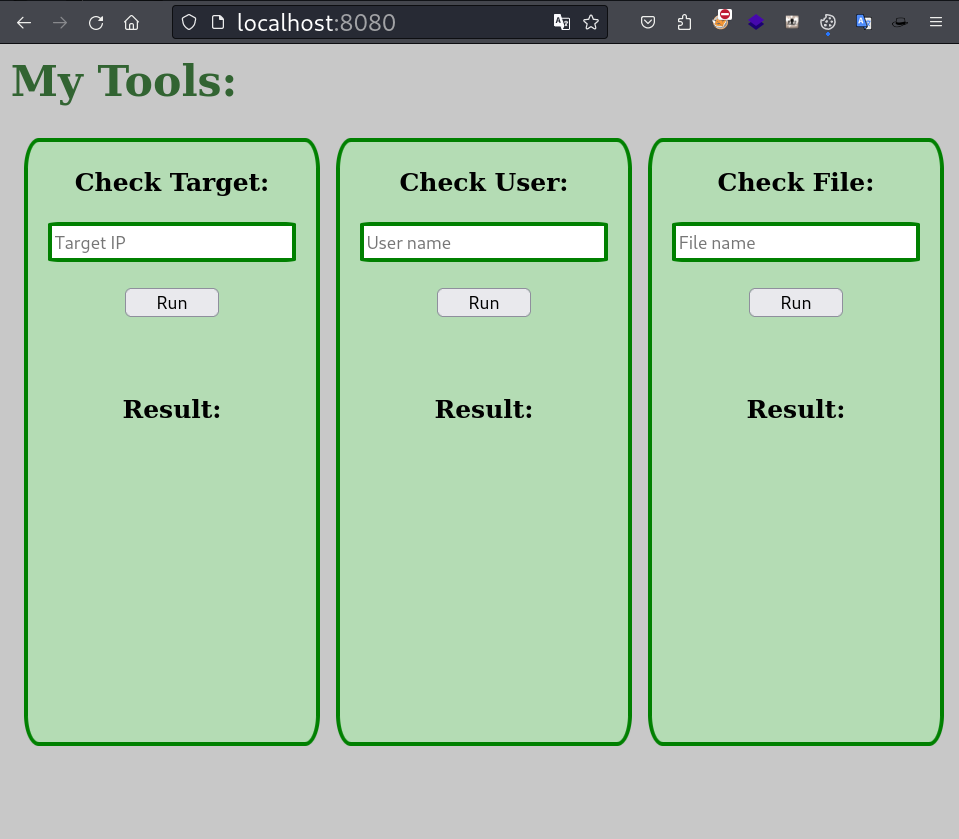 localhost:8080
My Tools:
Check Target:
Target IP
Run
Result:
Check User:
User name
Run
Result:
Check File:
File name
Run
Result: